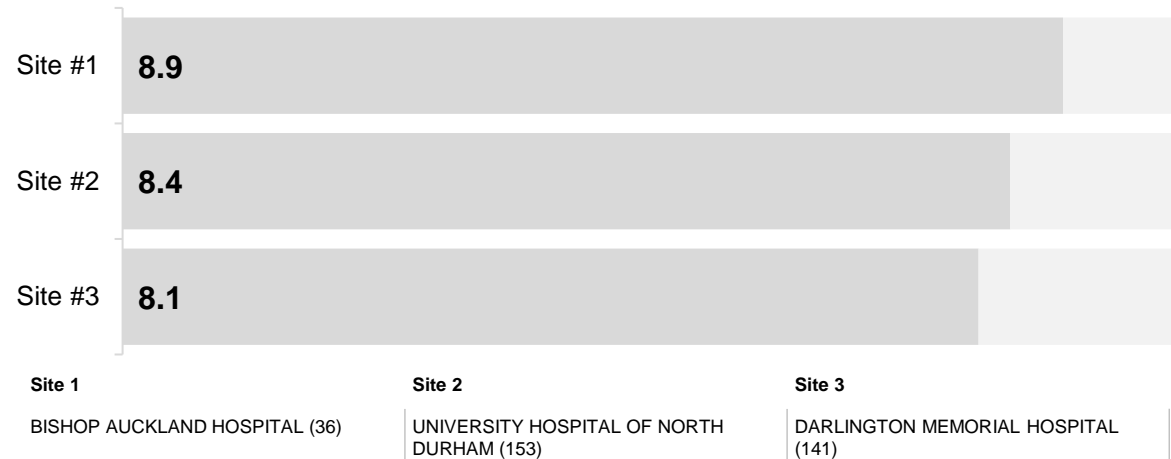 Site #1
8.9
Site #2
8.4
Site #3
8.1
Site 1
BISHOP AUCKLAND HOSPITAL (36)
Site 2
UNIVERSITY HOSPITAL OF NORTH
DURHAM (153)
Site 3
DARLINGTON MEMORIAL HOSPITAL
(141)